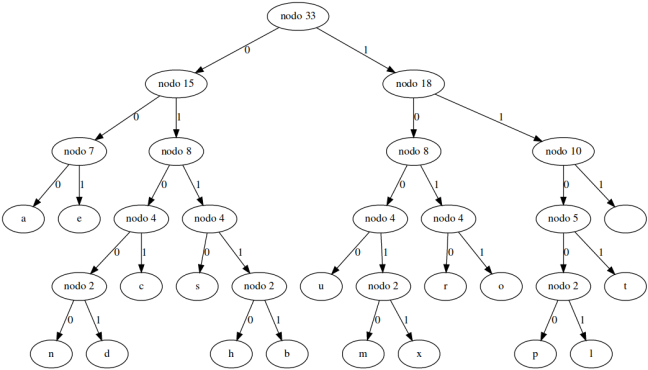 nodo 33
0 1
nodo 15 nodo 18
0 1 0 1
nodo 7 nodo 8 nodo 8 nodo 10
0 1 0 1 0 1 0 1
a e nodo 4 nodo 4 nodo 4 nodo 4 nodo 5
0 1 0 1 0 1 0 1 0 1
nodo 2 c s nodo 2 u nodo 2 r o nodo 2 t
0 1 0 1 0 1 0 1
n d h b m x p l